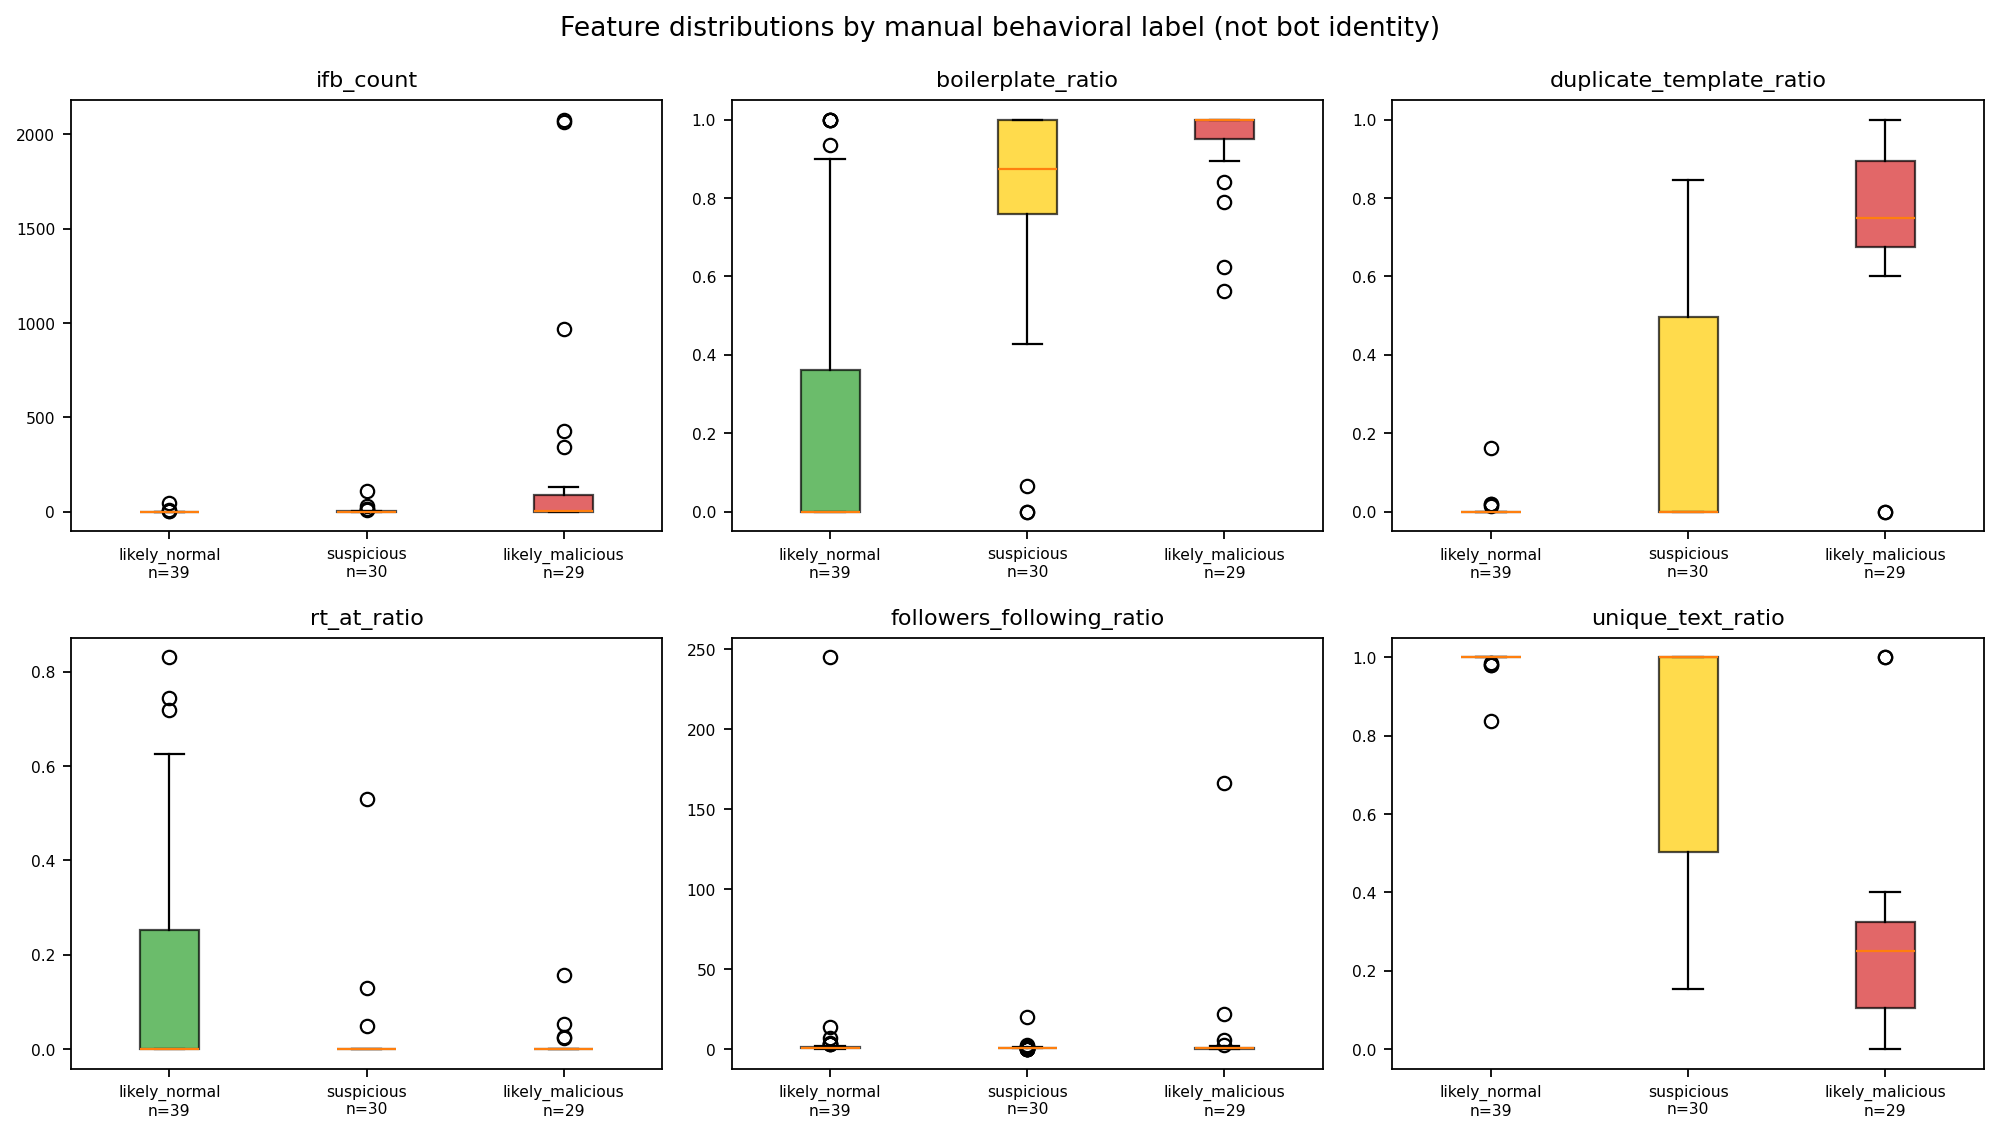 Feature distributions by manual behavioral label (not bot identity)
ifb_count
2000
1500
1000
500
0
likely_normal
n=39
suspicious
n=30
likely_malicious
n=29
boilerplate_ratio
1.0
0.8
0.6
0.4
0.2
0.0
likely_normal
n=39
suspicious
n=30
likely_malicious
n=29
duplicate_template_ratio
1.0
0.8
0.6
0.4
0.2
0.0
likely_normal
n=39
suspicious
n=30
likely_malicious
n=29
rt_at_ratio
0.8
0.6
0.4
0.2
0.0
likely_normal
n=39
suspicious
n=30
likely_malicious
n=29
followers_following_ratio
250
200
150
100
50
0
likely_normal
n=39
suspicious
n=30
likely_malicious
n=29
unique_text_ratio
1.0
0.8
0.6
0.4
0.2
0.0
likely_normal
n=39
suspicious
n=30
likely_malicious
n=29